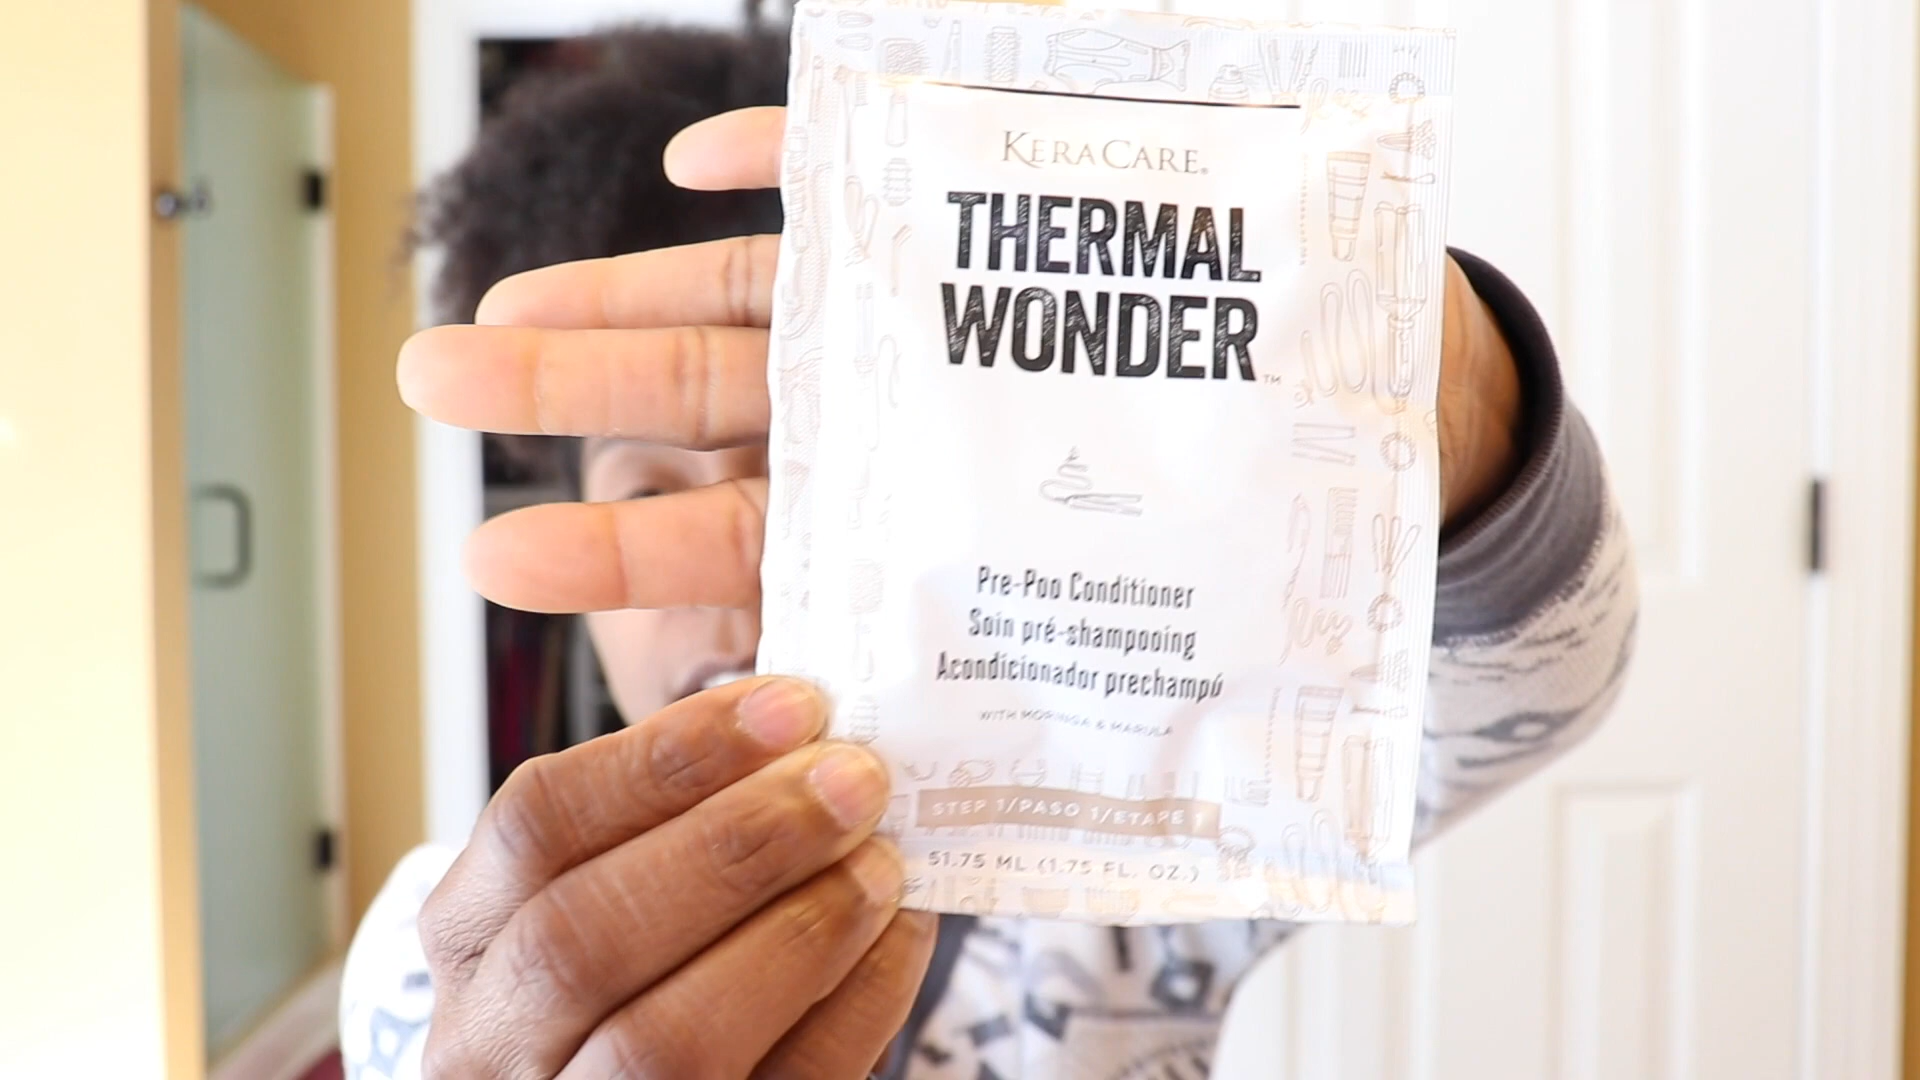 KERACARE®
THERMAL
WONDER™
Pre-Poo Conditioner
Soin pré-shampooing
Acondicionador prechampú
WITH MORINGA & MARULA
STEP 1/PASO 1/ETAPE 1
51.75 ML (1.75 FL. OZ.)